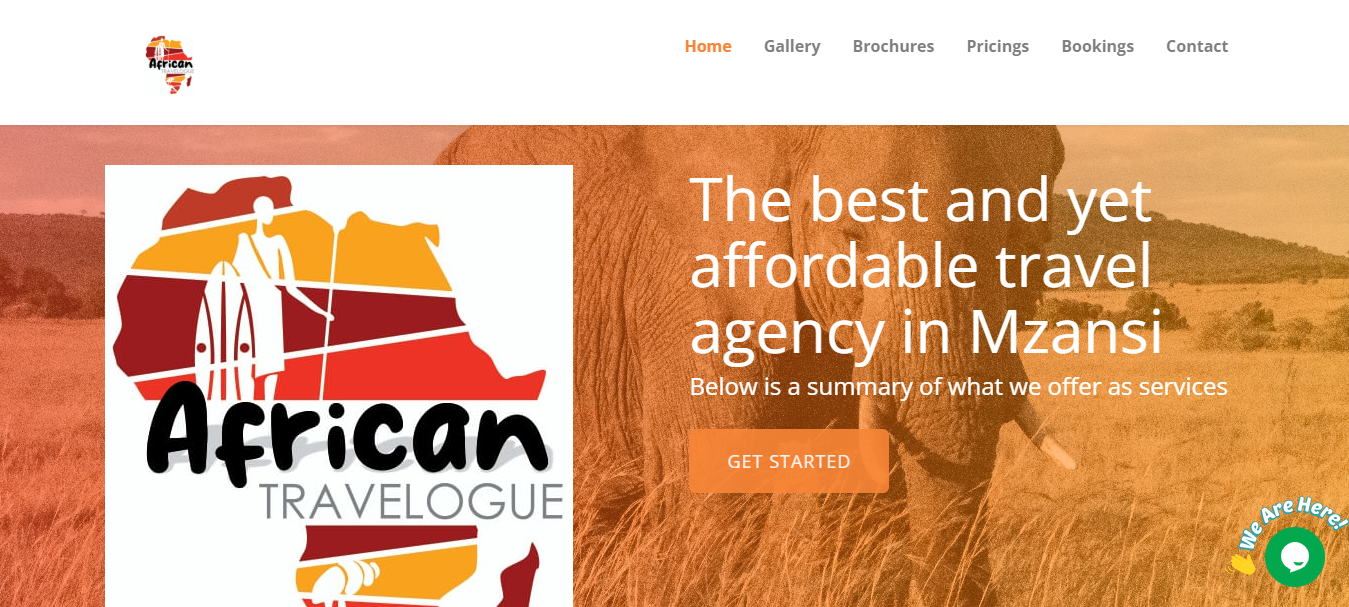 African
TRAVELOGUE
Home Gallery Brochures Pricings Bookings Contact
African
TRAVELOGUE
The best and yet
affordable travel
agency in Mzansi
Below is a summary of what we offer as services
GET STARTED
We Are Here!